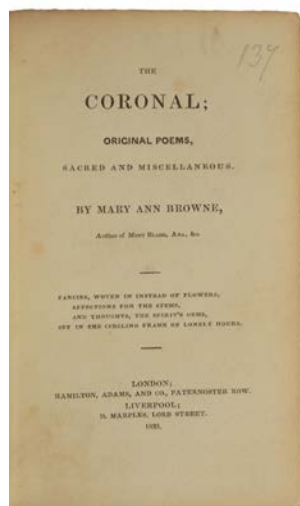 137
THE
CORONAL;
ORIGINAL POEMS,
SACRED AND MISCELLANEOUS.
BY MARY ANN BROWNE,
Author of Mont Blanc, Ada, &c.
FANCIES, WOVEN IN INSTEAD OF FLOWERS,
AFFECTIONS FOR THE STEMS,
AND THOUGHTS, THE SPIRIT'S GEMS,
SET IN THE CIRCLING FRAME OF LONELY HOURS.
LONDON;
HAMILTON, ADAMS, AND CO., PATERNOSTER ROW.
LIVERPOOL;
D. MARPLES, LORD STREET.
1833.